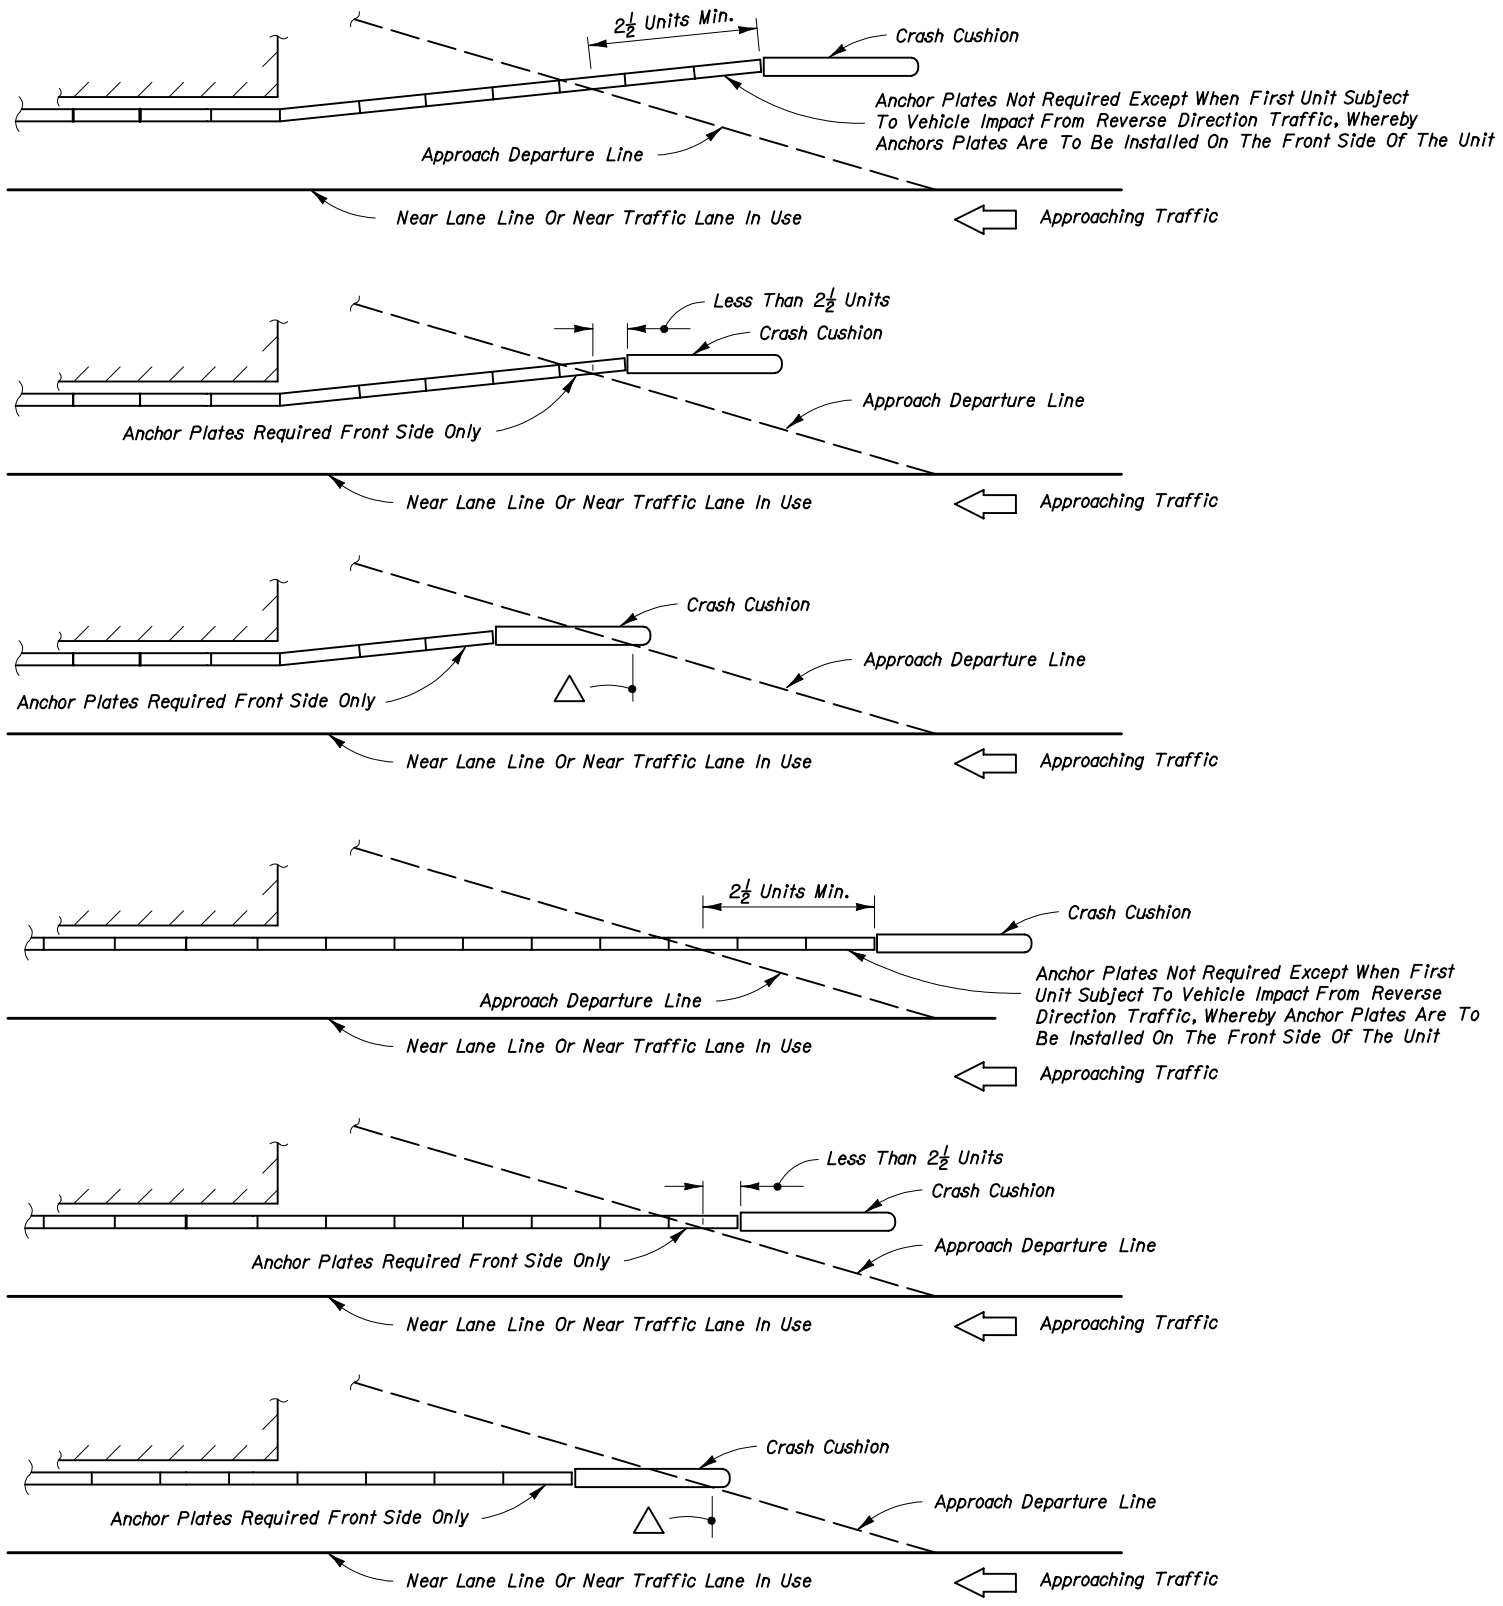 2½ Units Min.
Crash Cushion
Anchor Plates Not Required Except When First Unit Subject
To Vehicle Impact From Reverse Direction Traffic, Whereby
Anchors Plates Are To Be Installed On The Front Side Of The Unit
Approach Departure Line
Near Lane Line Or Near Traffic Lane In Use
Approaching Traffic
Less Than 2½ Units
Crash Cushion
Approach Departure Line
Anchor Plates Required Front Side Only
Near Lane Line Or Near Traffic Lane In Use
Approaching Traffic
Crash Cushion
Approach Departure Line
Anchor Plates Required Front Side Only
Near Lane Line Or Near Traffic Lane In Use
Approaching Traffic
2½ Units Min.
Crash Cushion
Anchor Plates Not Required Except When First
Unit Subject To Vehicle Impact From Reverse
Direction Traffic, Whereby Anchor Plates Are To
Be Installed On The Front Side Of The Unit
Approach Departure Line
Near Lane Line Or Near Traffic Lane In Use
Approaching Traffic
Less Than 2½ Units
Crash Cushion
Approach Departure Line
Anchor Plates Required Front Side Only
Near Lane Line Or Near Traffic Lane In Use
Approaching Traffic
Crash Cushion
Approach Departure Line
Anchor Plates Required Front Side Only
Near Lane Line Or Near Traffic Lane In Use
Approaching Traffic